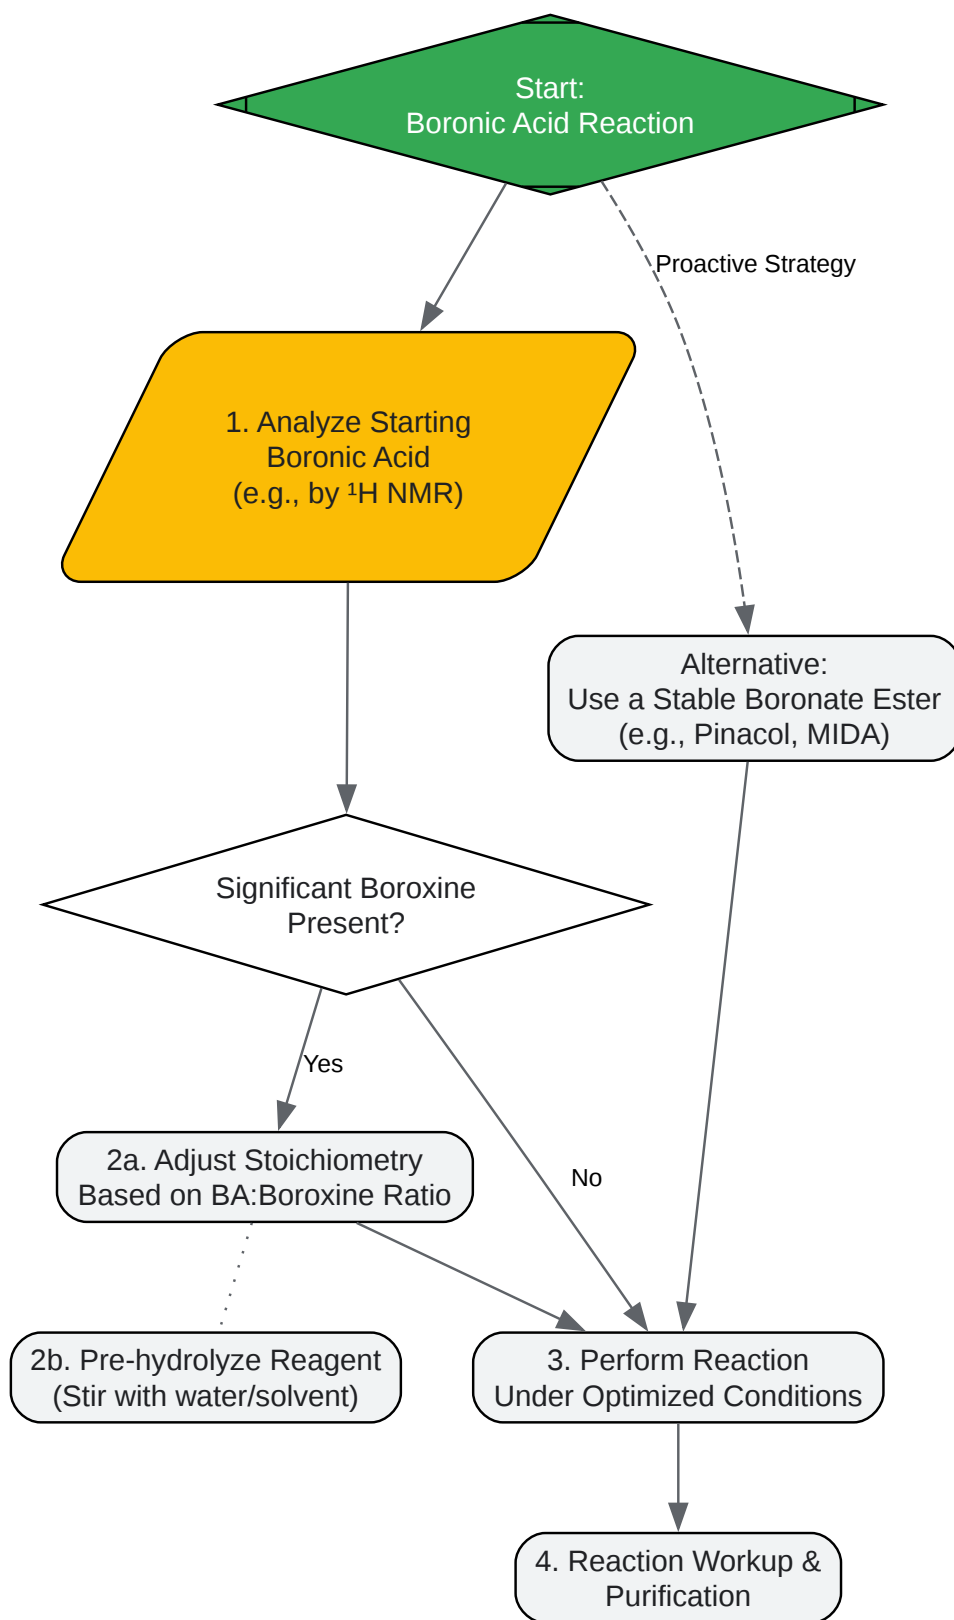 Start:
Boronic Acid Reaction
Proactive Strategy
1. Analyze Starting
Boronic Acid
(e.g., by ¹H NMR)
Alternative:
Use a Stable Boronate Ester
(e.g., Pinacol, MIDA)
Significant Boroxine
Present?
Yes
No
2a. Adjust Stoichiometry
Based on BA:Boroxine Ratio
2b. Pre-hydrolyze Reagent
(Stir with water/solvent)
3. Perform Reaction
Under Optimized Conditions
4. Reaction Workup &
Purification